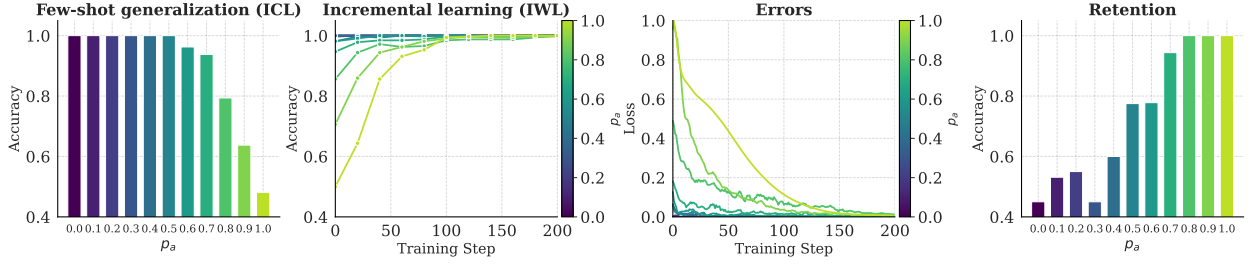 Few-shot generalization (ICL)
Accuracy
1.0
0.8
0.6
0.4
0.0 0.1 0.2 0.3 0.4 0.5 0.6 0.7 0.8 0.9 1.0
pₐ
Incremental learning (IWL)
Accuracy
1.0
0.8
0.6
0.4
0 50 100 150 200
Training Step
1.0
0.8
0.6
0.4
0.2
0.0
pₐ
Errors
Loss
1.0
0.8
0.6
0.4
0.2
0.0
0 50 100 150 200
Training Step
1.0
0.8
0.6
0.4
0.2
0.0
pₐ
Retention
Accuracy
1.0
0.8
0.6
0.4
0.0 0.1 0.2 0.3 0.4 0.5 0.6 0.7 0.8 0.9 1.0
pₐ